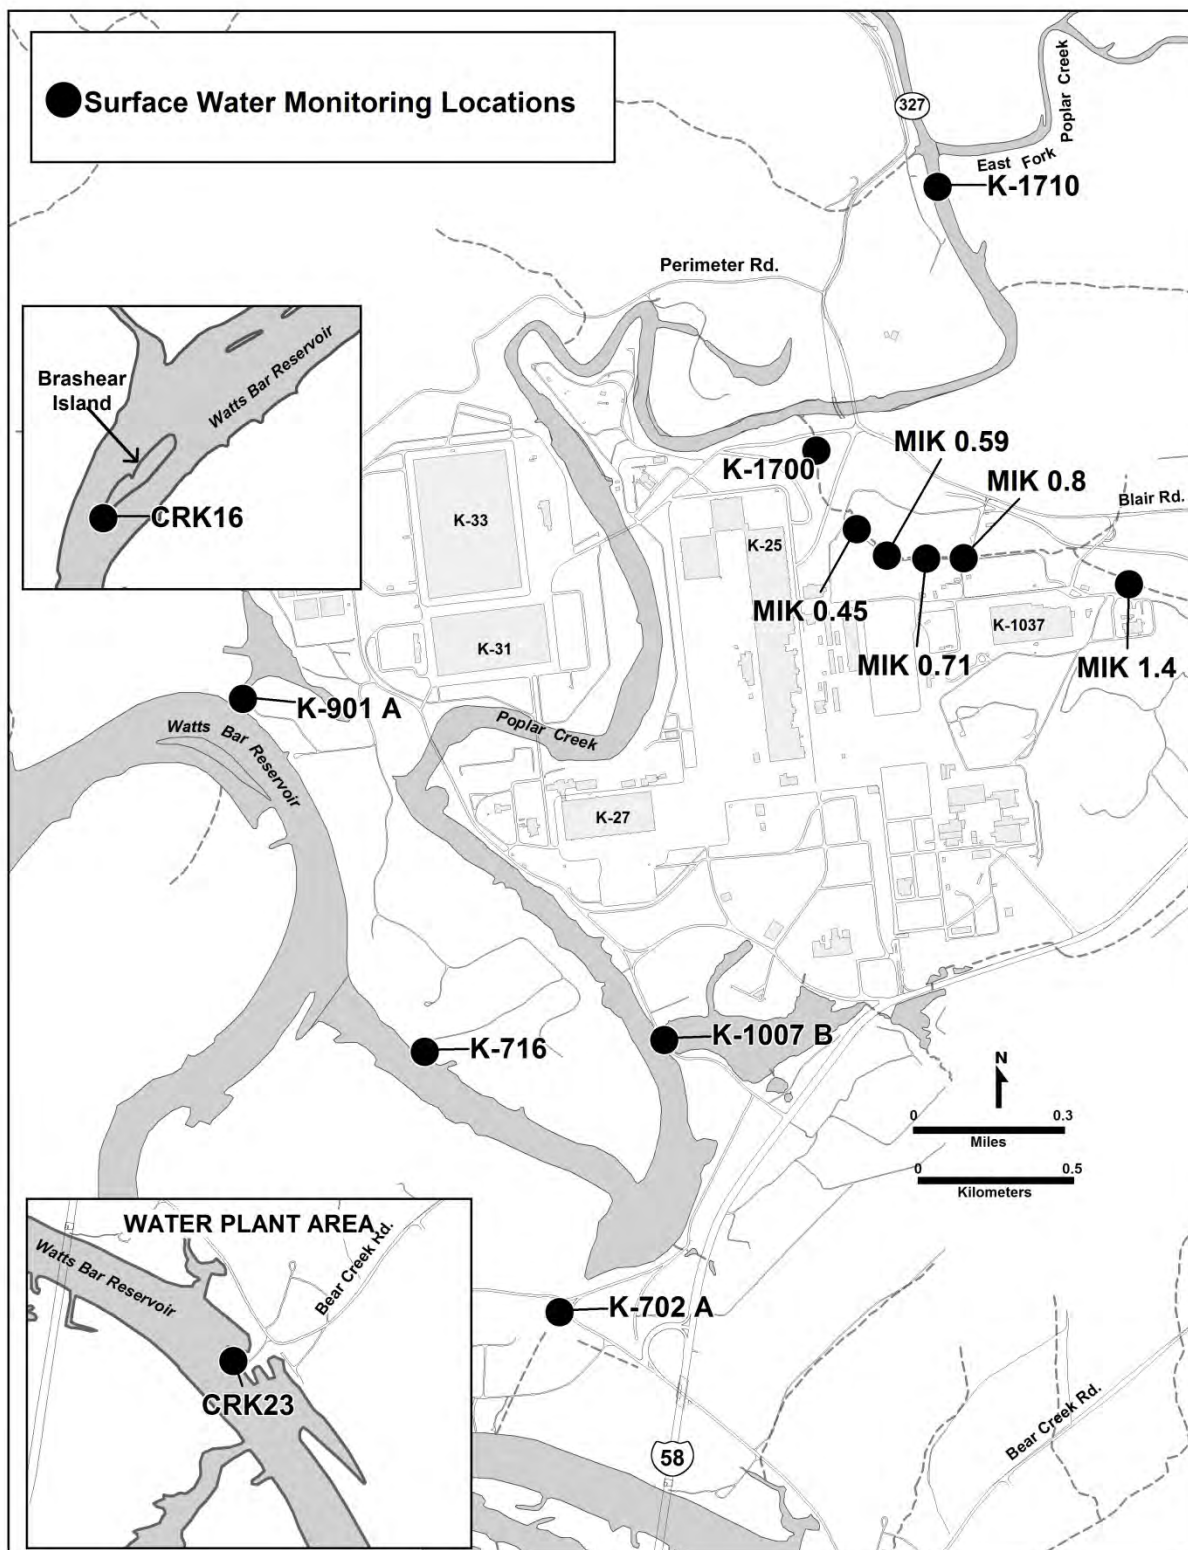 Surface Water Monitoring Locations
327
East Fork Poplar Creek
K-1710
Perimeter Rd.
Brashear
Island
Watts Bar Reservoir
CRK16
K-33
K-31
K-1700
K-25
MIK 0.59
MIK 0.8
Blair Rd.
MIK 0.45
MIK 0.71
K-1037
MIK 1.4
K-901 A
Watts Bar Reservoir
Poplar Creek
K-27
K-716
K-1007 B
N
0 0.3
Miles
0 0.5
Kilometers
WATER PLANT AREA
Watts Bar Reservoir
Bear Creek Rd.
CRK23
K-702 A
58
Bear Creek Rd.